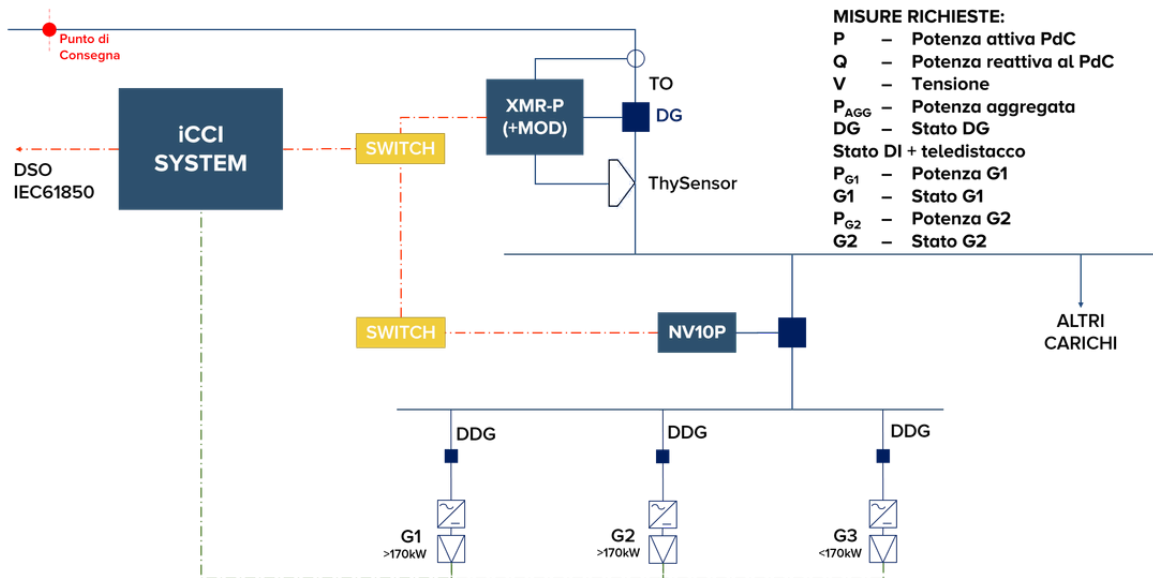 Punto di
Consegna
iCCI
SYSTEM
DSO
IEC61850
SWITCH
XMR-P
(+MOD)
TO
DG
ThySensor
MISURE RICHIESTE:
P – Potenza attiva PdC
Q – Potenza reattiva al PdC
V – Tensione
PAGG – Potenza aggregata
DG – Stato DG
Stato DI + teledistacco
PG1 – Potenza G1
G1 – Stato G1
PG2 – Potenza G2
G2 – Stato G2
SWITCH
NV10P
ALTRI
CARICHI
DDG
DDG
DDG
G1
>170kW
G2
>170kW
G3
<170kW